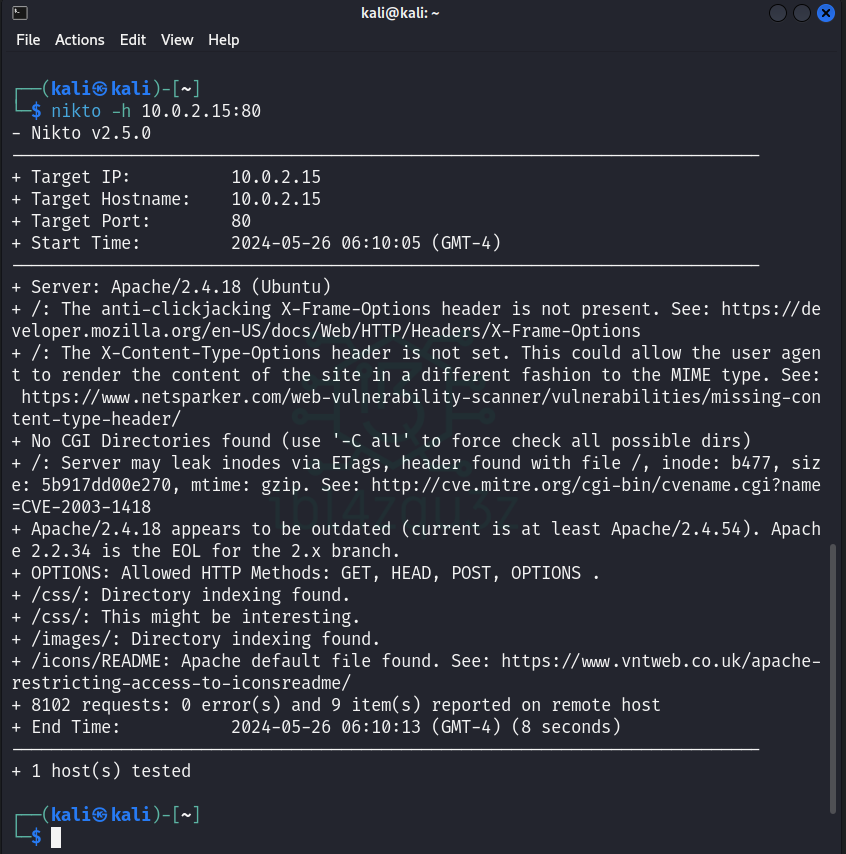 kali@kali: ~
File Actions Edit View Help
┌──(kali㉿kali)-[~]
└─$ nikto -h 10.0.2.15:80
- Nikto v2.5.0
---------------------------------------------------------------------------
+ Target IP:          10.0.2.15
+ Target Hostname:    10.0.2.15
+ Target Port:        80
+ Start Time:         2024-05-26 06:10:05 (GMT-4)
---------------------------------------------------------------------------
+ Server: Apache/2.4.18 (Ubuntu)
+ /: The anti-clickjacking X-Frame-Options header is not present. See: https://de
veloper.mozilla.org/en-US/docs/Web/HTTP/Headers/X-Frame-Options
+ /: The X-Content-Type-Options header is not set. This could allow the user agen
t to render the content of the site in a different fashion to the MIME type. See:
 https://www.netsparker.com/web-vulnerability-scanner/vulnerabilities/missing-con
tent-type-header/
+ No CGI Directories found (use '-C all' to force check all possible dirs)
+ /: Server may leak inodes via ETags, header found with file /, inode: b477, siz
e: 5b917dd00e270, mtime: gzip. See: http://cve.mitre.org/cgi-bin/cvename.cgi?name
=CVE-2003-1418
+ Apache/2.4.18 appears to be outdated (current is at least Apache/2.4.54). Apach
e 2.2.34 is the EOL for the 2.x branch.
+ OPTIONS: Allowed HTTP Methods: GET, HEAD, POST, OPTIONS .
+ /css/: Directory indexing found.
+ /css/: This might be interesting.
+ /images/: Directory indexing found.
+ /icons/README: Apache default file found. See: https://www.vntweb.co.uk/apache-
restricting-access-to-iconsreadme/
+ 8102 requests: 0 error(s) and 9 item(s) reported on remote host
+ End Time:           2024-05-26 06:10:13 (GMT-4) (8 seconds)
---------------------------------------------------------------------------
+ 1 host(s) tested
┌──(kali㉿kali)-[~]
└─$